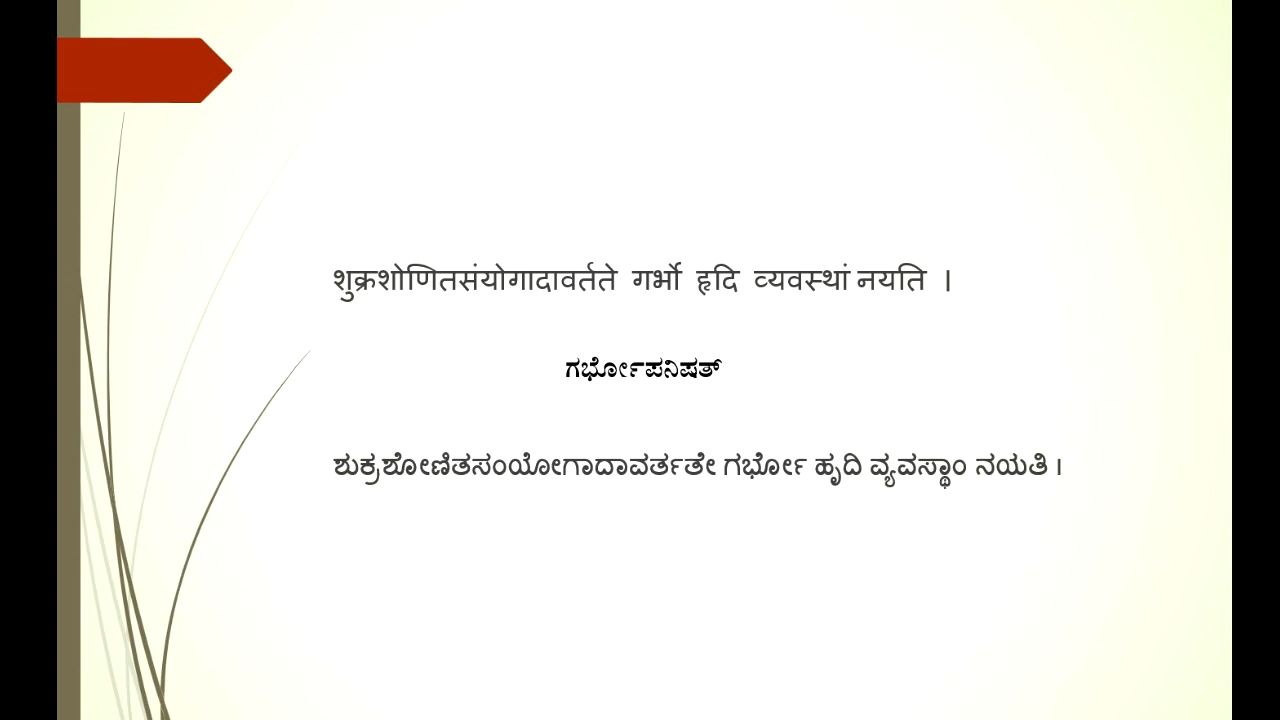 शुक्रशोणितसंयोगादावर्तते गर्भो हृदि व्यवस्थां नयति ।
ಗರ್ಭೋಪನಿಷತ್
ಶುಕ್ರಶೋಣಿತಸಂಯೋಗಾದಾವರ್ತತೇ ಗರ್ಭೋ ಹೃದಿ ವ್ಯವಸ್ಥಾಂ ನಯತಿ ।